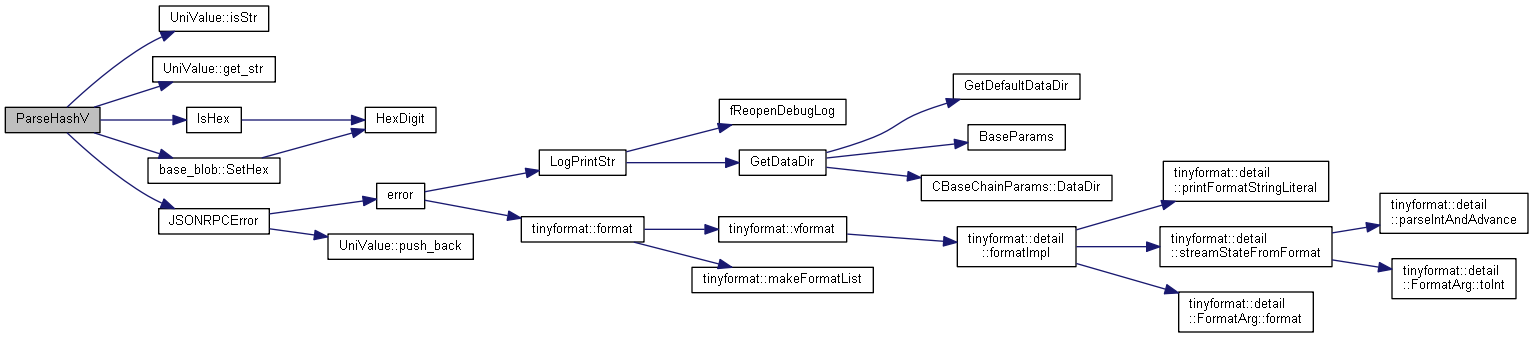 UniValue::isStr
UniValue::get_str
ParseHashV
IsHex
HexDigit
base_blob::SetHex
JSONRPCError
error
UniValue::push_back
LogPrintStr
fReopenDebugLog
GetDataDir
GetDefaultDataDir
BaseParams
CBaseChainParams::DataDir
tinyformat::format
tinyformat::vformat
tinyformat::makeFormatList
tinyformat::detail
::formatImpl
tinyformat::detail
::printFormatStringLiteral
tinyformat::detail
::streamStateFromFormat
tinyformat::detail
::FormatArg::format
tinyformat::detail
::parseIntAndAdvance
tinyformat::detail
::FormatArg::toInt